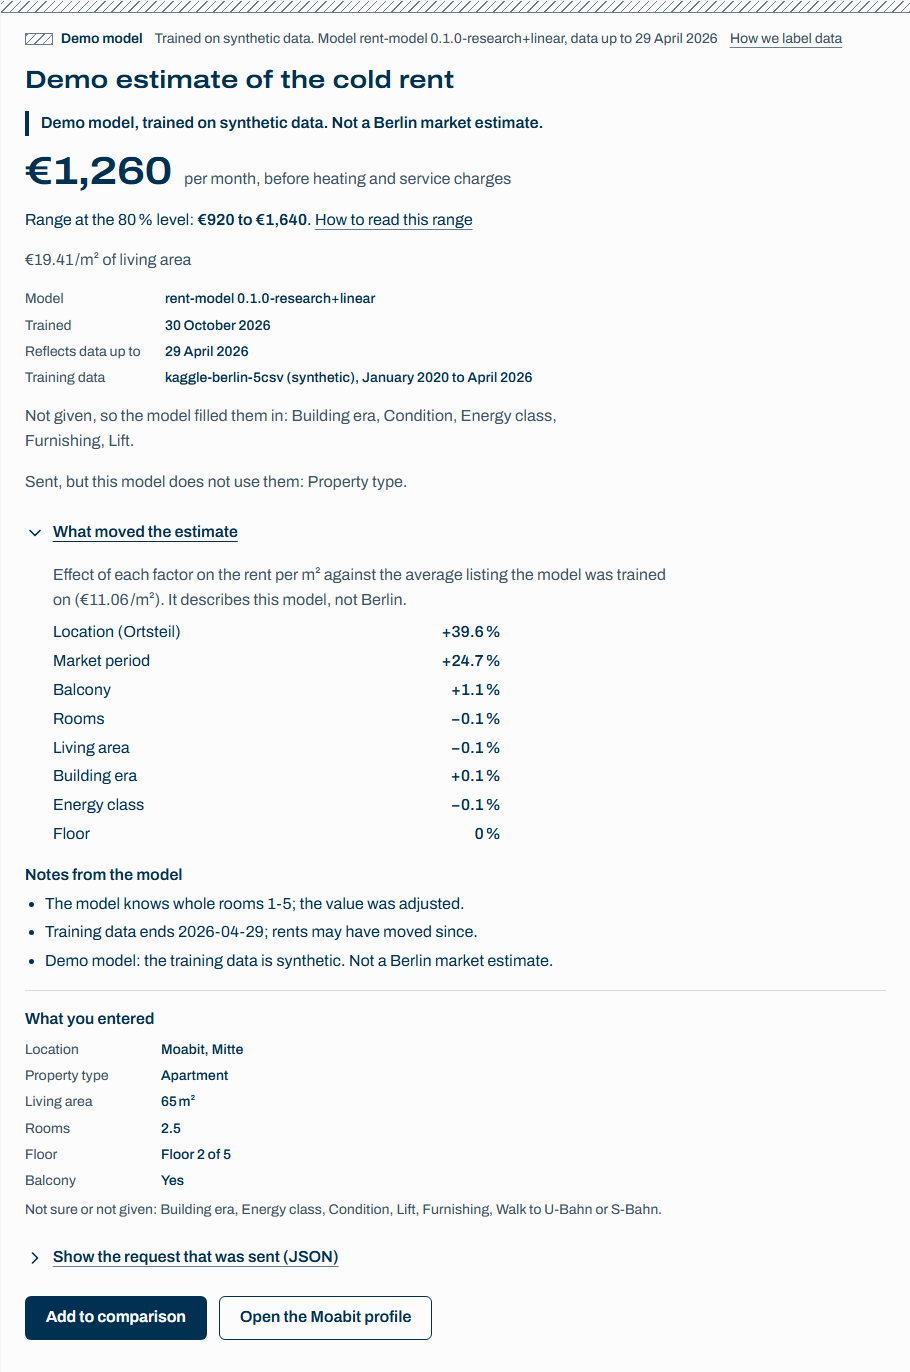 Demo model Trained on synthetic data. Model rent-model 0.1.0-research+linear, data up to 29 April 2026 How we label data
Demo estimate of the cold rent
Demo model, trained on synthetic data. Not a Berlin market estimate.
€1,260 per month, before heating and service charges
Range at the 80 % level: €920 to €1,640. How to read this range
€19.41/m² of living area
Model rent-model 0.1.0-research+linear
Trained 30 October 2026
Reflects data up to 29 April 2026
Training data kaggle-berlin-5csv (synthetic), January 2020 to April 2026
Not given, so the model filled them in: Building era, Condition, Energy class,
Furnishing, Lift.
Sent, but this model does not use them: Property type.
What moved the estimate
Effect of each factor on the rent per m² against the average listing the model was trained
on (€11.06/m²). It describes this model, not Berlin.
Location (Ortsteil) +39.6 %
Market period +24.7 %
Balcony +1.1 %
Rooms −0.1 %
Living area −0.1 %
Building era +0.1 %
Energy class −0.1 %
Floor 0 %
Notes from the model
• The model knows whole rooms 1-5; the value was adjusted.
• Training data ends 2026-04-29; rents may have moved since.
• Demo model: the training data is synthetic. Not a Berlin market estimate.
What you entered
Location Moabit, Mitte
Property type Apartment
Living area 65 m²
Rooms 2.5
Floor Floor 2 of 5
Balcony Yes
Not sure or not given: Building era, Energy class, Condition, Lift, Furnishing, Walk to U-Bahn or S-Bahn.
Show the request that was sent (JSON)
Add to comparison Open the Moabit profile